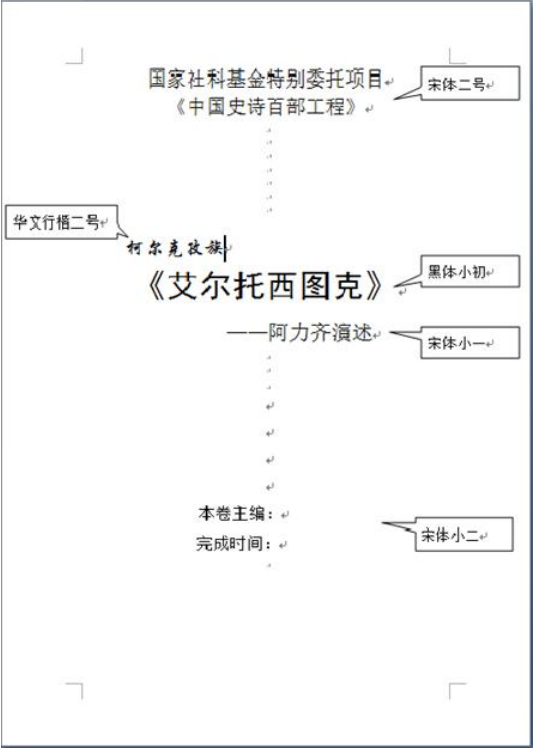 国家社科基金特别委托项目
宋体二号
《中国史诗百部工程》
华文行楷二号
柯尔克孜族
《艾尔托西图克》
黑体小初
——阿力齐演述
宋体小一
本卷主编：
宋体小二
完成时间：